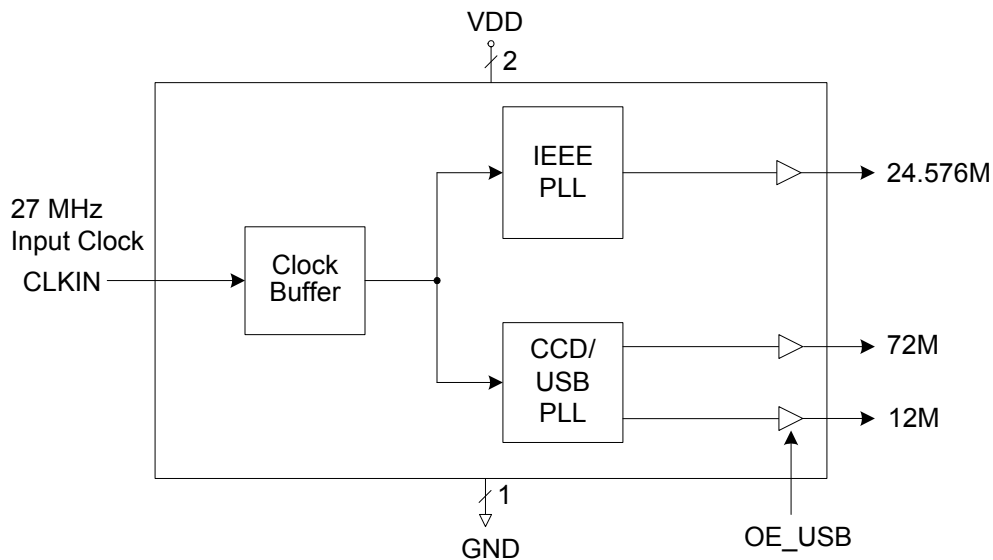 VDD
2
IEEE
PLL
24.576M
27 MHz
Input Clock
CLKIN
Clock
Buffer
CCD/
USB
PLL
72M
12M
1
GND
OE_USB